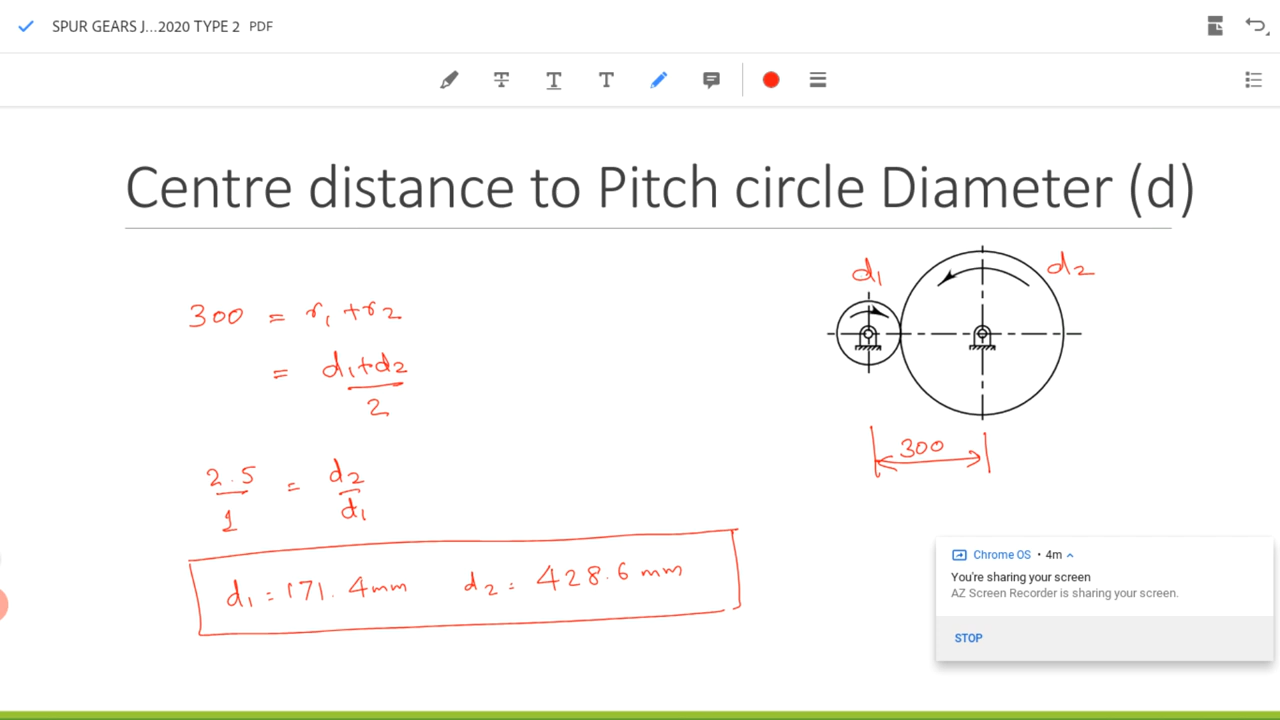 SPUR GEARS J...2020 TYPE 2 PDF
T T T
Centre distance to Pitch circle Diameter (d)
d1 d2
300 = r1 + r2
= d1+d2
2
300
2.5 = d2
1 d1
d1 = 171.4mm d2 = 428.6 mm
Chrome OS • 4m
You're sharing your screen
AZ Screen Recorder is sharing your screen.
STOP